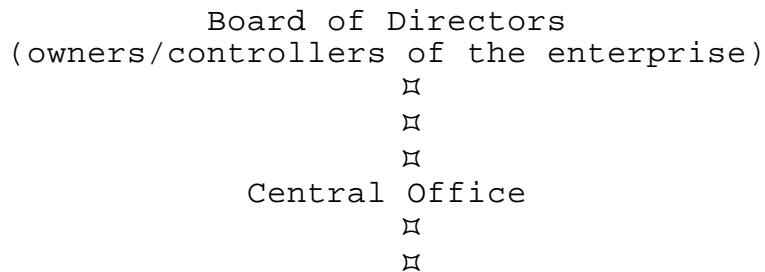 Board of Directors
(owners/controllers of the enterprise)
¤
¤
¤
Central Office
¤
¤